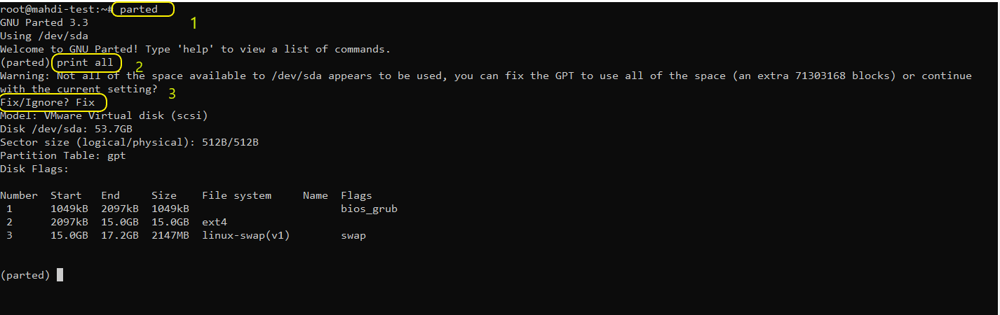 root@mahdi-test:~# parted
1
GNU Parted 3.3
Using /dev/sda
Welcome to GNU Parted! Type 'help' to view a list of commands.
(parted) print all
2
Warning: Not all of the space available to /dev/sda appears to be used, you can fix the GPT to use all of the space (an extra 71303168 blocks) or continue
with the current setting?
3
Fix/Ignore? Fix
Model: VMware Virtual disk (scsi)
Disk /dev/sda: 53.7GB
Sector size (logical/physical): 512B/512B
Partition Table: gpt
Disk Flags:
Number  Start   End     Size    File system     Name  Flags
 1      1049kB  2097kB  1049kB                        bios_grub
 2      2097kB  15.0GB  15.0GB  ext4
 3      15.0GB  17.2GB  2147MB  linux-swap(v1)        swap
(parted)